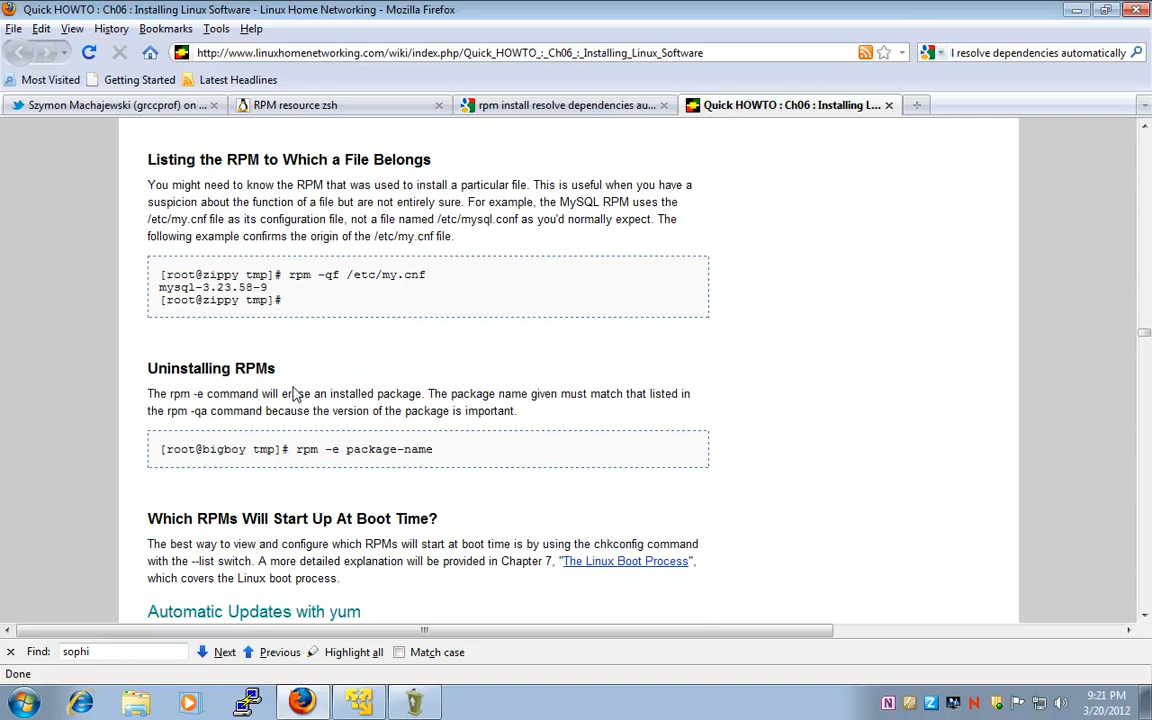 Quick HOWTO : Ch06 : Installing Linux Software - Linux Home Networking - Mozilla Firefox
File Edit View History Bookmarks Tools Help
http://www.linuxhomenetworking.com/wiki/index.php/Quick_HOWTO_:_Ch06_:_Installing_Linux_Software
I resolve dependencies automatically
Most Visited Getting Started Latest Headlines
Szymon Machajewski (grccprof) on ...
RPM resource zsh
rpm install resolve dependencies au...
Quick HOWTO : Ch06 : Installing L...
Listing the RPM to Which a File Belongs
You might need to know the RPM that was used to install a particular file. This is useful when you have a
suspicion about the function of a file but are not entirely sure. For example, the MySQL RPM uses the
/etc/my.cnf file as its configuration file, not a file named /etc/mysql.conf as you'd normally expect. The
following example confirms the origin of the /etc/my.cnf file.
[root@zippy tmp]# rpm -qf /etc/my.cnf
mysql-3.23.58-9
[root@zippy tmp]#
Uninstalling RPMs
The rpm -e command will erase an installed package. The package name given must match that listed in
the rpm -qa command because the version of the package is important.
[root@bigboy tmp]# rpm -e package-name
Which RPMs Will Start Up At Boot Time?
The best way to view and configure which RPMs will start at boot time is by using the chkconfig command
with the --list switch. A more detailed explanation will be provided in Chapter 7, "The Linux Boot Process",
which covers the Linux boot process.
Automatic Updates with yum
Find: sophi Next Previous Highlight all Match case
Done
9:21 PM
3/20/2012